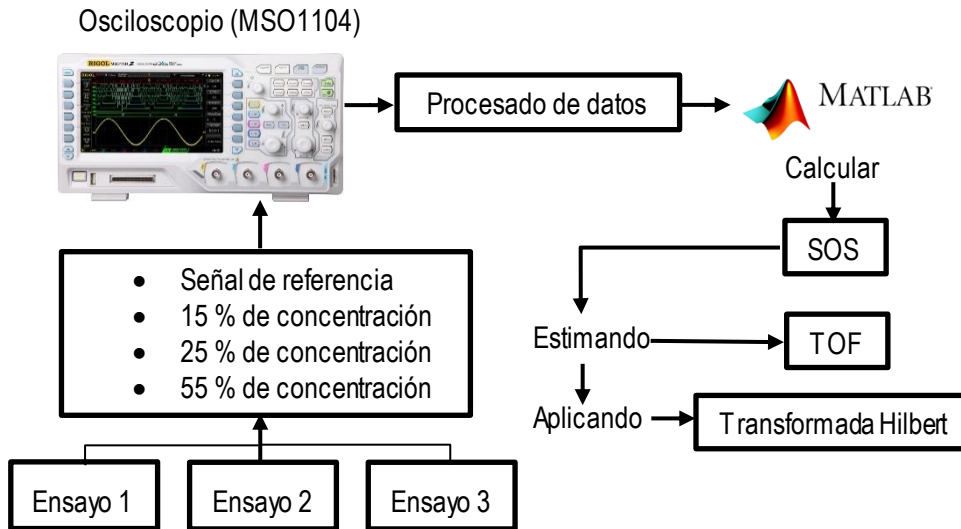 Osciloscopio (MSO1104)
RIGOL
Procesado de datos
MATLAB
Calcular
SOS
• Señal de referencia
• 15 % de concentración
• 25 % de concentración
• 55 % de concentración
Estimando
TOF
Aplicando
Transformada Hilbert
Ensayo 1
Ensayo 2
Ensayo 3